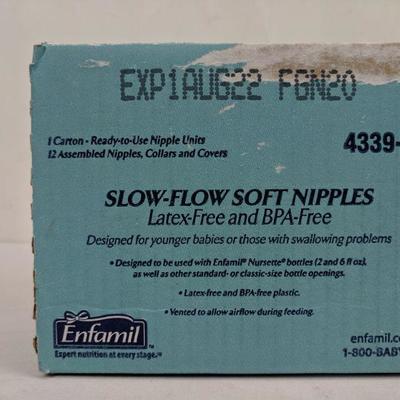 EXP1AUG22 FGN20
1 Carton - Ready-to-Use Nipple Units
12 Assembled Nipples, Collars and Covers
4339-
SLOW-FLOW SOFT NIPPLES
Latex-Free and BPA-Free
Designed for younger babies or those with swallowing problems
• Designed to be used with Enfamil® Nursette® bottles (2 and 6 fl oz),
as well as other standard- or classic-size bottle openings.
• Latex-free and BPA-free plastic.
• Vented to allow airflow during feeding.
Enfamil
Expert nutrition at every stage.™
enfamil.c
1-800-BABY